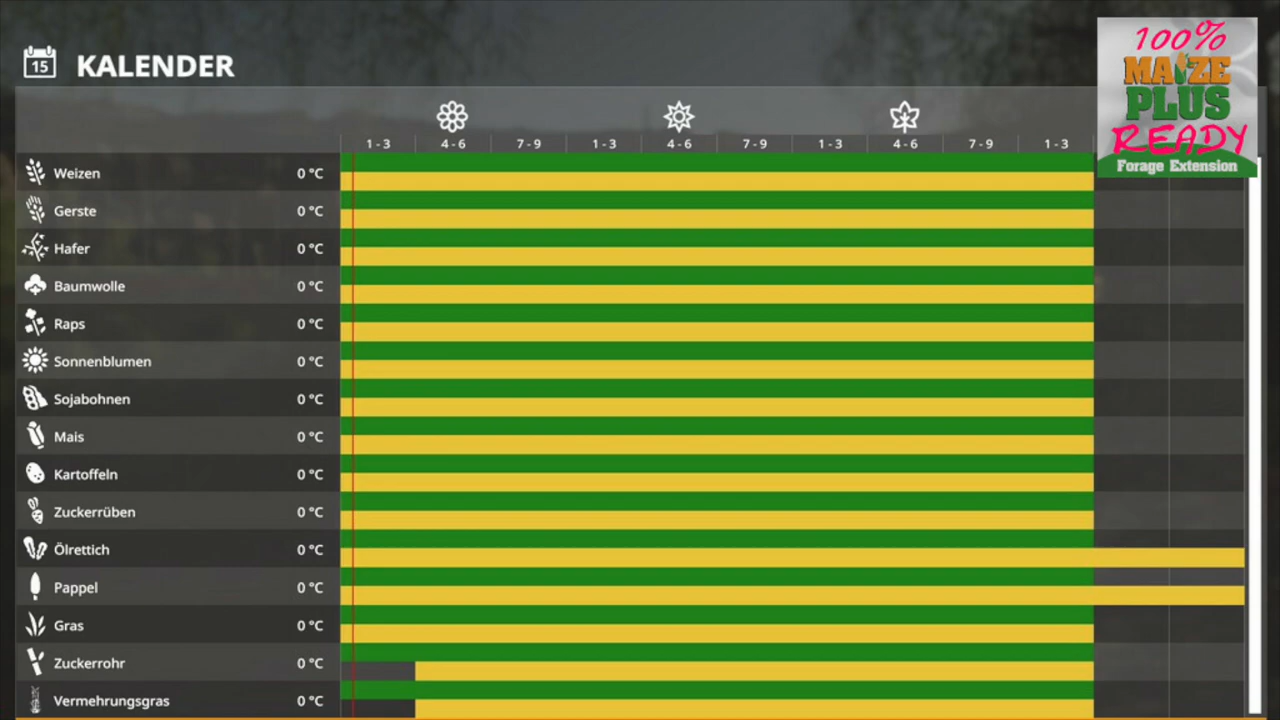 15 KALENDER
100%
MAIZE
PLUS
READY
Forage Extension
1 - 3 4 - 6 7 - 9 1 - 3 4 - 6 7 - 9 1 - 3 4 - 6 7 - 9 1 - 3
Weizen 0 °C
Gerste 0 °C
Hafer 0 °C
Baumwolle 0 °C
Raps 0 °C
Sonnenblumen 0 °C
Sojabohnen 0 °C
Mais 0 °C
Kartoffeln 0 °C
Zuckerrüben 0 °C
Ölrettich 0 °C
Pappel 0 °C
Gras 0 °C
Zuckerrohr 0 °C
Vermehrungsgras 0 °C